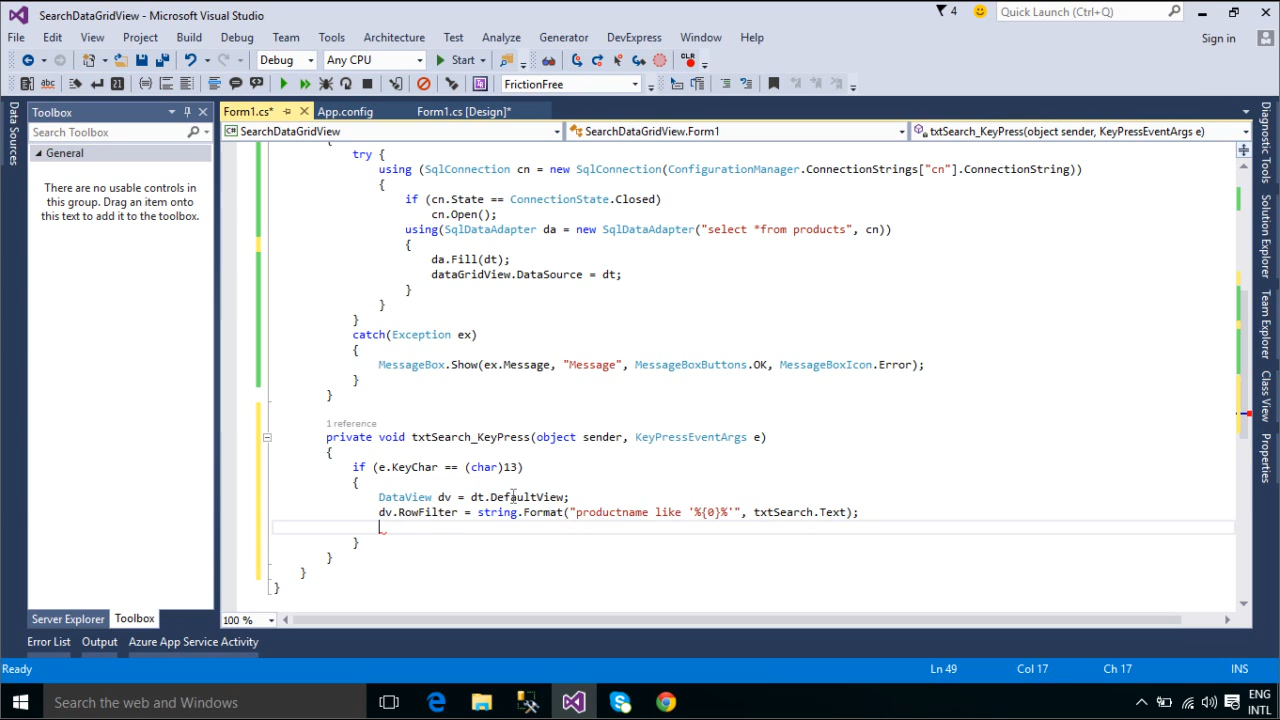 SearchDataGridView - Microsoft Visual Studio
4
Quick Launch (Ctrl+Q)
File Edit View Project Build Debug Team Tools Architecture Test Analyze Generator DevExpress Window Help
Sign in
Debug Any CPU Start CLR
FrictionFree
Data Sources
Toolbox
Search Toolbox
General
There are no usable controls in
this group. Drag an item onto
this text to add it to the toolbox.
Server Explorer Toolbox
Form1.cs* App.config Form1.cs [Design]*
SearchDataGridView SearchDataGridView.Form1 txtSearch_KeyPress(object sender, KeyPressEventArgs e)
{
try {
using (SqlConnection cn = new SqlConnection(ConfigurationManager.ConnectionStrings["cn"].ConnectionString))
{
if (cn.State == ConnectionState.Closed)
cn.Open();
using(SqlDataAdapter da = new SqlDataAdapter("select *from products", cn))
{
da.Fill(dt);
dataGridView.DataSource = dt;
}
}
}
catch(Exception ex)
{
MessageBox.Show(ex.Message, "Message", MessageBoxButtons.OK, MessageBoxIcon.Error);
}
}
1 reference
private void txtSearch_KeyPress(object sender, KeyPressEventArgs e)
{
if (e.KeyChar == (char)13)
{
DataView dv = dt.DefaultView;
dv.RowFilter = string.Format("productname like '%{0}%'", txtSearch.Text);
}
}
}
}
100 %
Diagnostic Tools
Solution Explorer
Team Explorer
Class View
Properties
Error List Output Azure App Service Activity
Ready Ln 49 Col 17 Ch 17 INS
Search the web and Windows
ENG
INTL